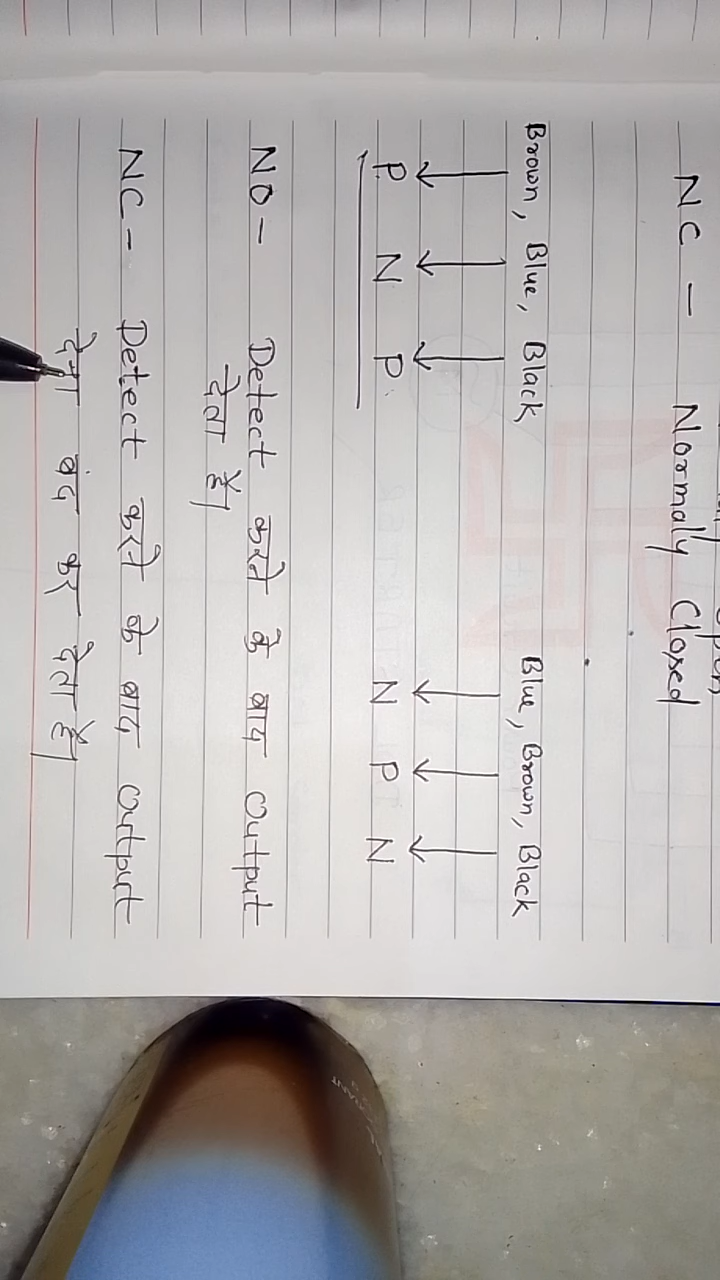 NC - Normaly Closed
Brown, Blue, Black Blue, Brown, Black
P N P N P N
NO - Detect करने के बाद Output
देता है।
NC - Detect करने के बाद Output
देना बंद कर देता है।